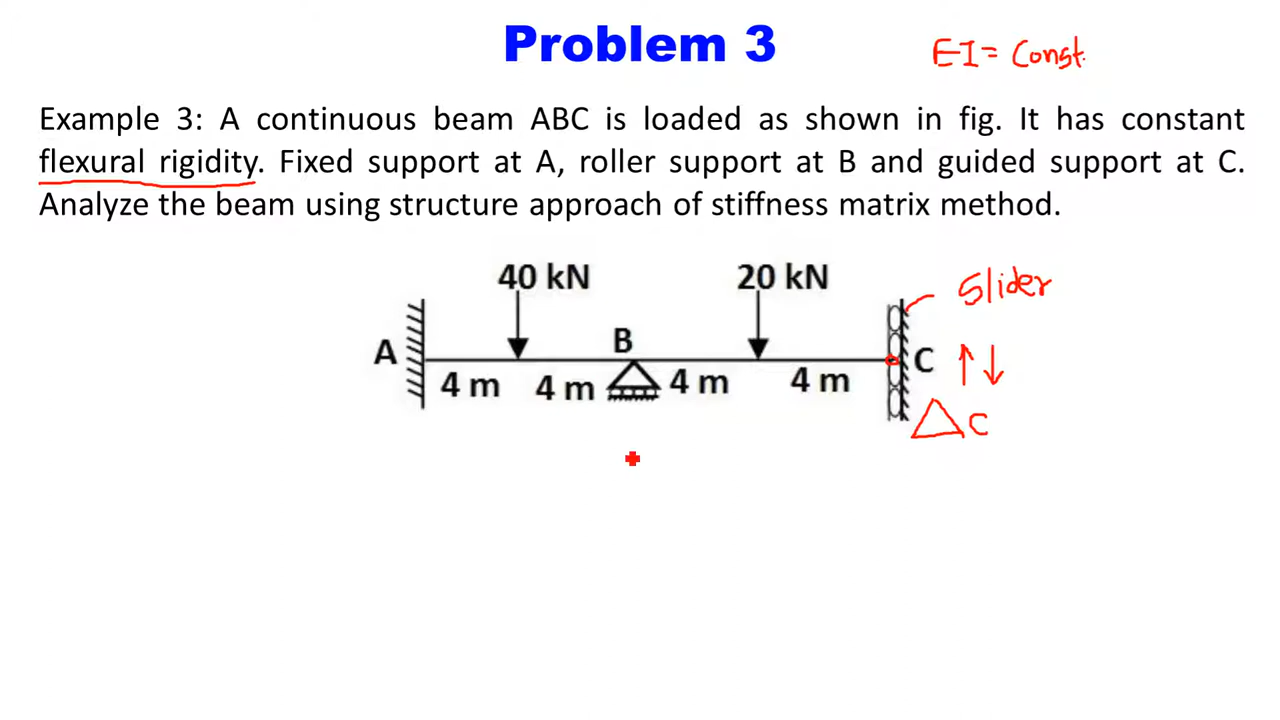 Problem 3
EI = Const.
Example 3: A continuous beam ABC is loaded as shown in fig. It has constant
flexural rigidity. Fixed support at A, roller support at B and guided support at C.
Analyze the beam using structure approach of stiffness matrix method.
40 kN 20 kN Slider
A B C
4 m 4 m 4 m 4 m
△C